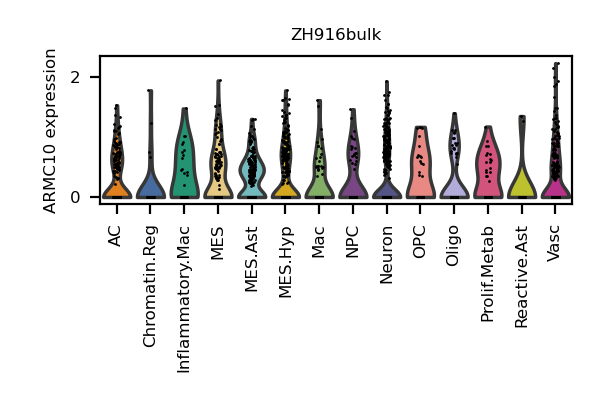 ZH916bulk
ARMC10 expression
2
0
AC
Chromatin.Reg
Inflammatory.Mac
MES
MES.Ast
MES.Hyp
Mac
NPC
Neuron
OPC
Oligo
Prolif.Metab
Reactive.Ast
Vasc